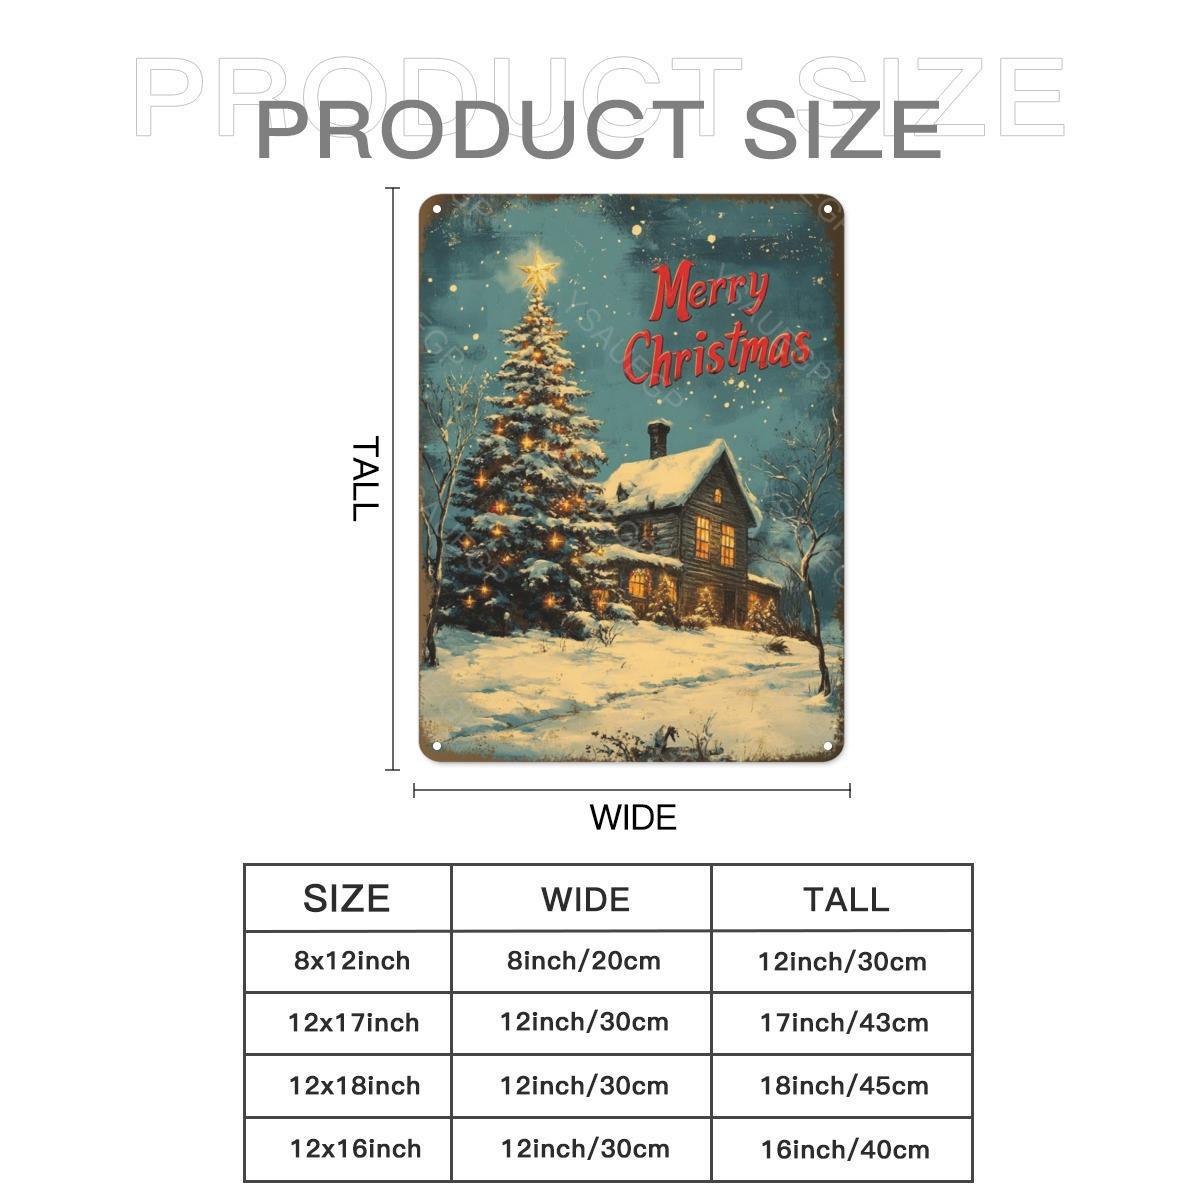 PRODUCT SIZE
PRODUCT SIZE
Merry
Christmas
YSAUEGP
TALL
WIDE
SIZE WIDE TALL
8x12inch 8inch/20cm 12inch/30cm
12x17inch 12inch/30cm 17inch/43cm
12x18inch 12inch/30cm 18inch/45cm
12x16inch 12inch/30cm 16inch/40cm